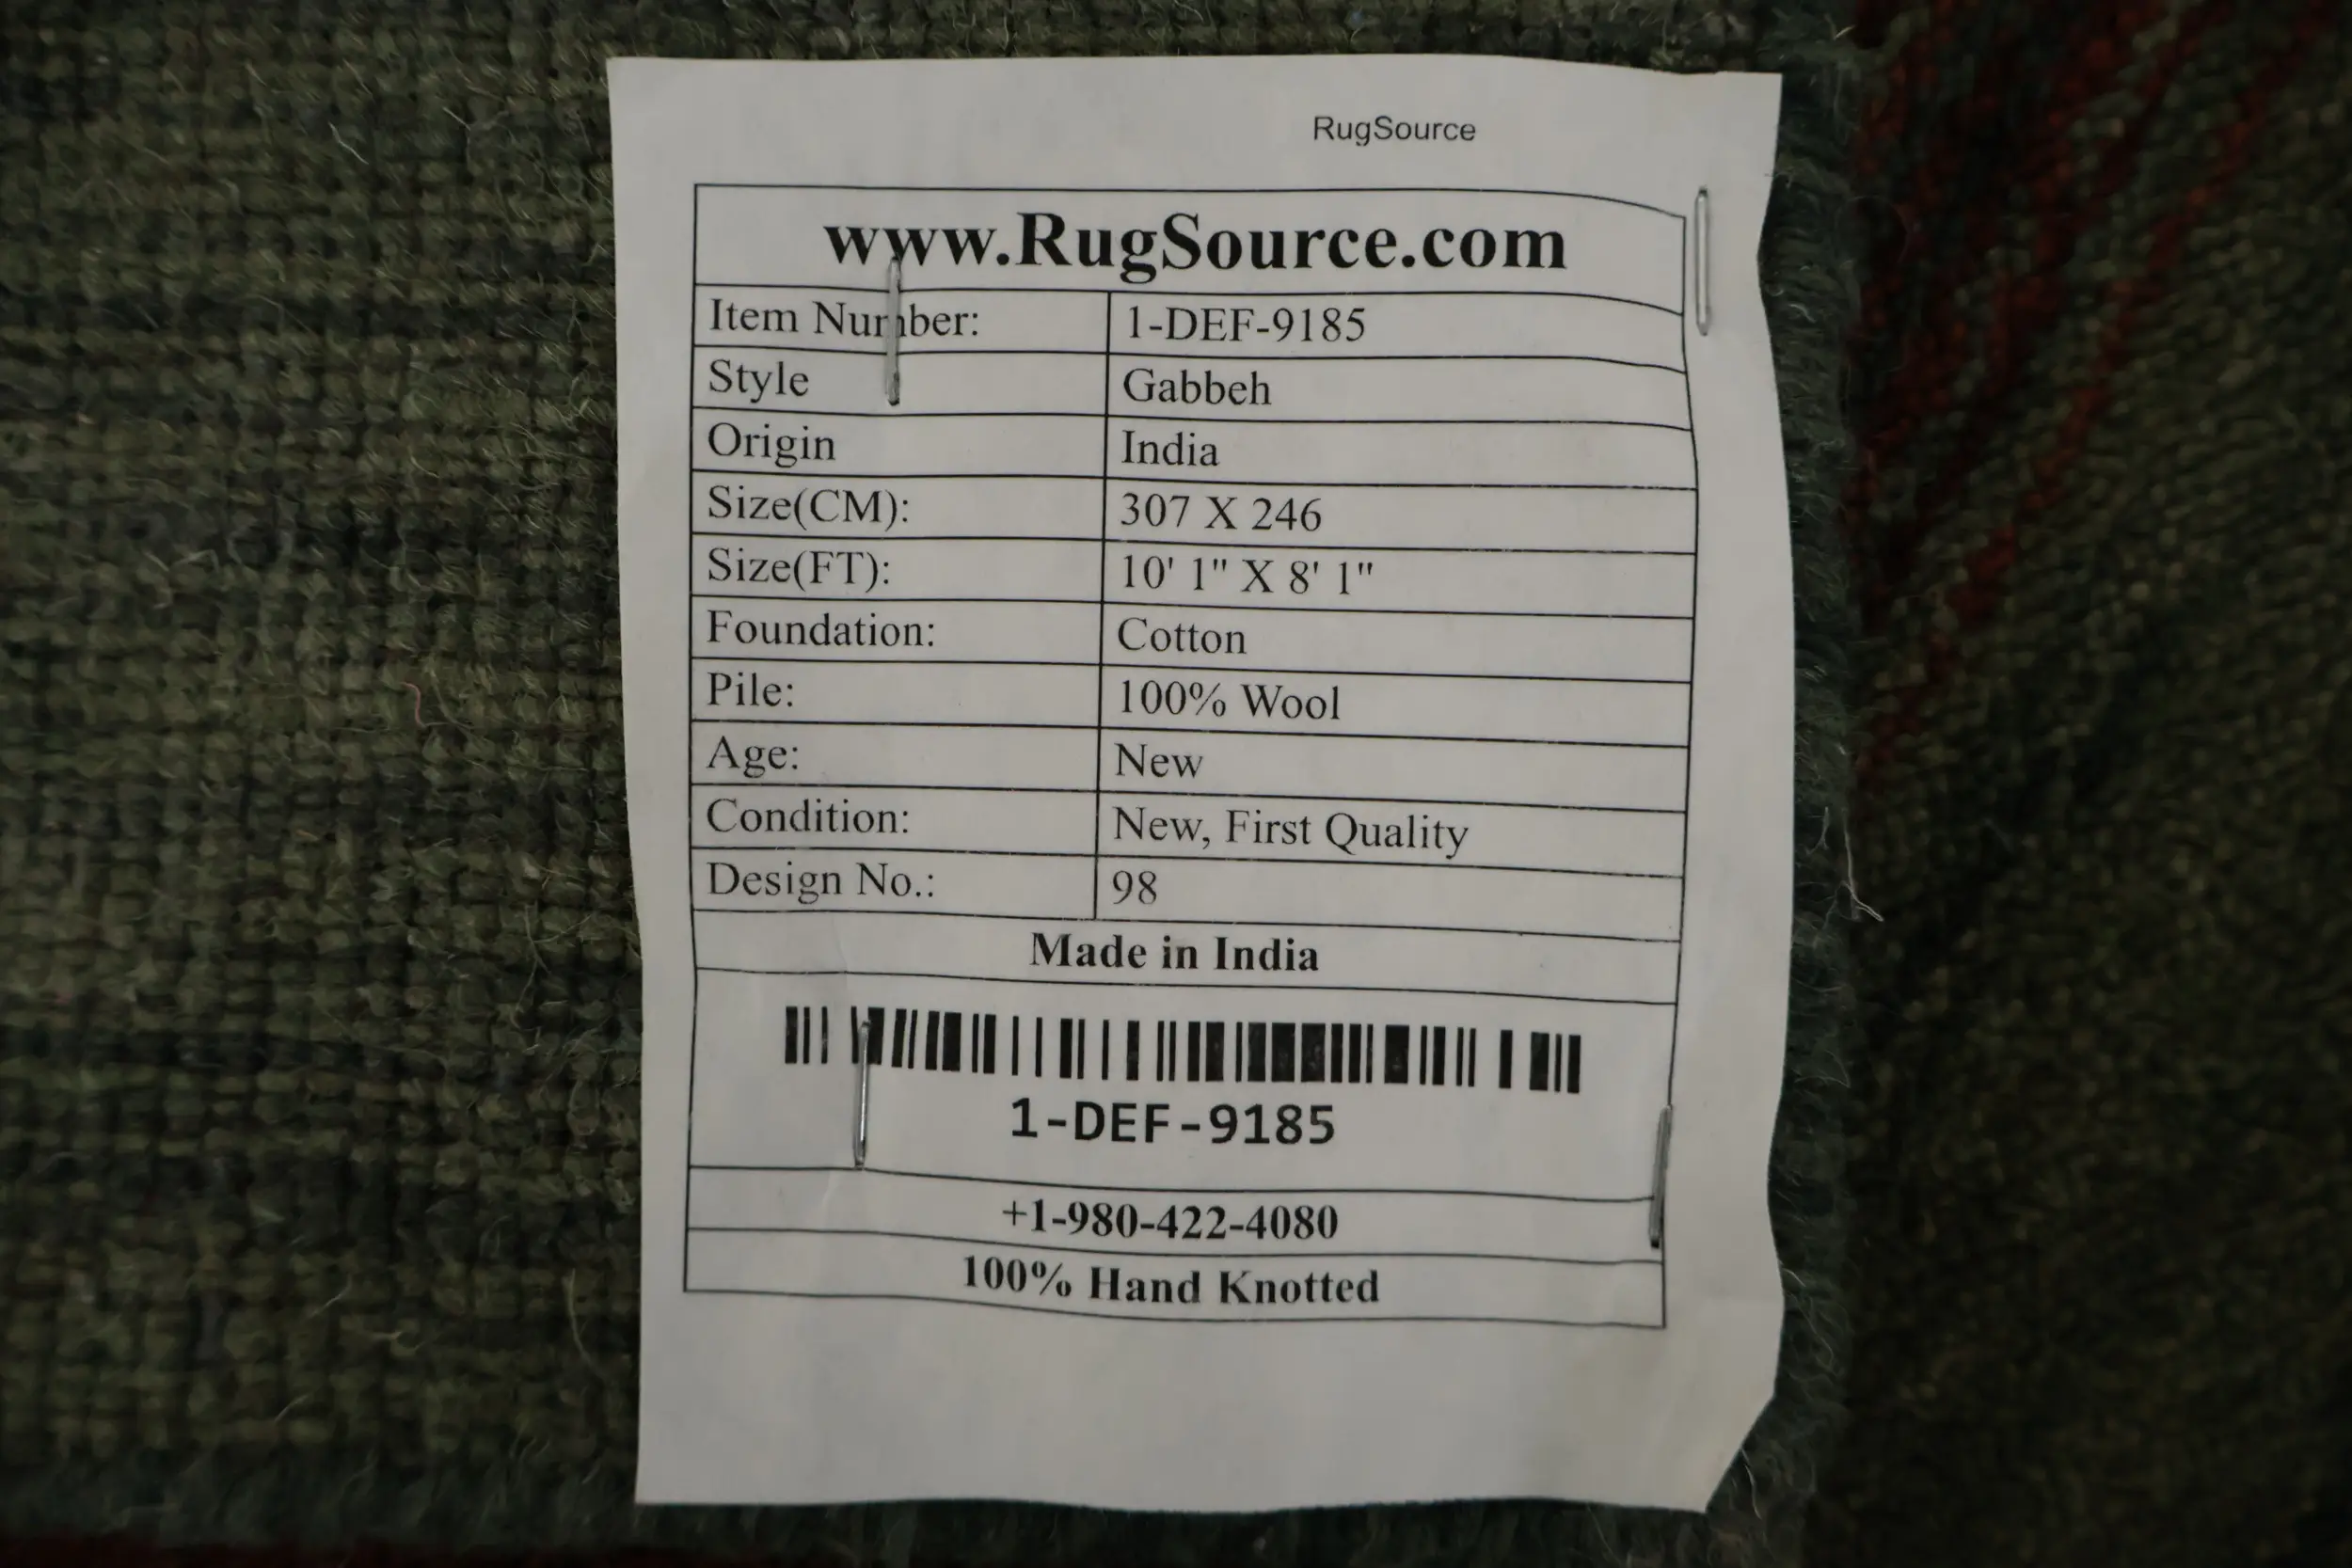 RugSource
www.RugSource.com
Item Number: 1-DEF-9185
Style Gabbeh
Origin India
Size(CM): 307 X 246
Size(FT): 10' 1" X 8' 1"
Foundation: Cotton
Pile: 100% Wool
Age: New
Condition: New, First Quality
Design No.: 98
Made in India
1-DEF-9185
+1-980-422-4080
100% Hand Knotted